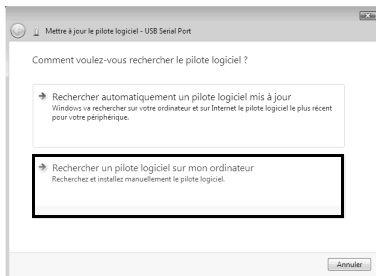 Mettre à jour le pilote logiciel - USB Serial Port
Comment voulez-vous rechercher le pilote logiciel ?
Rechercher automatiquement un pilote logiciel mis à jour
Windows va rechercher sur votre ordinateur et sur Internet le pilote logiciel le plus récent
pour votre périphérique.
Rechercher un pilote logiciel sur mon ordinateur
Recherchez et installez manuellement le pilote logiciel.
Annuler